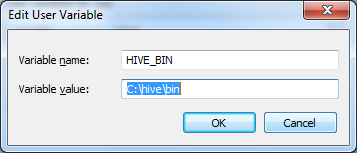 Edit User Variable
Variable name: HIVE_BIN
Variable value: C:\hive\bin
OK Cancel